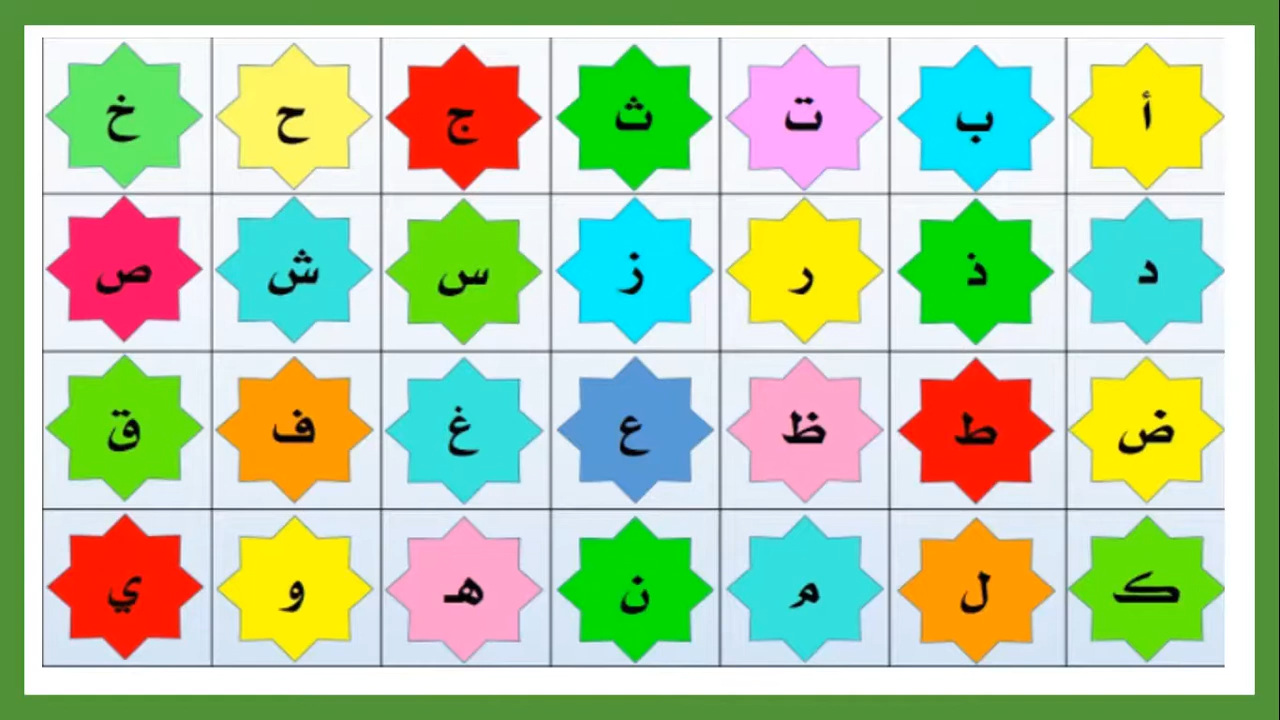 أ ب ت ث ج ح خ
د ذ ر ز س ش ص
ض ط ظ ع غ ف ق
ك ل م ن هـ و ي